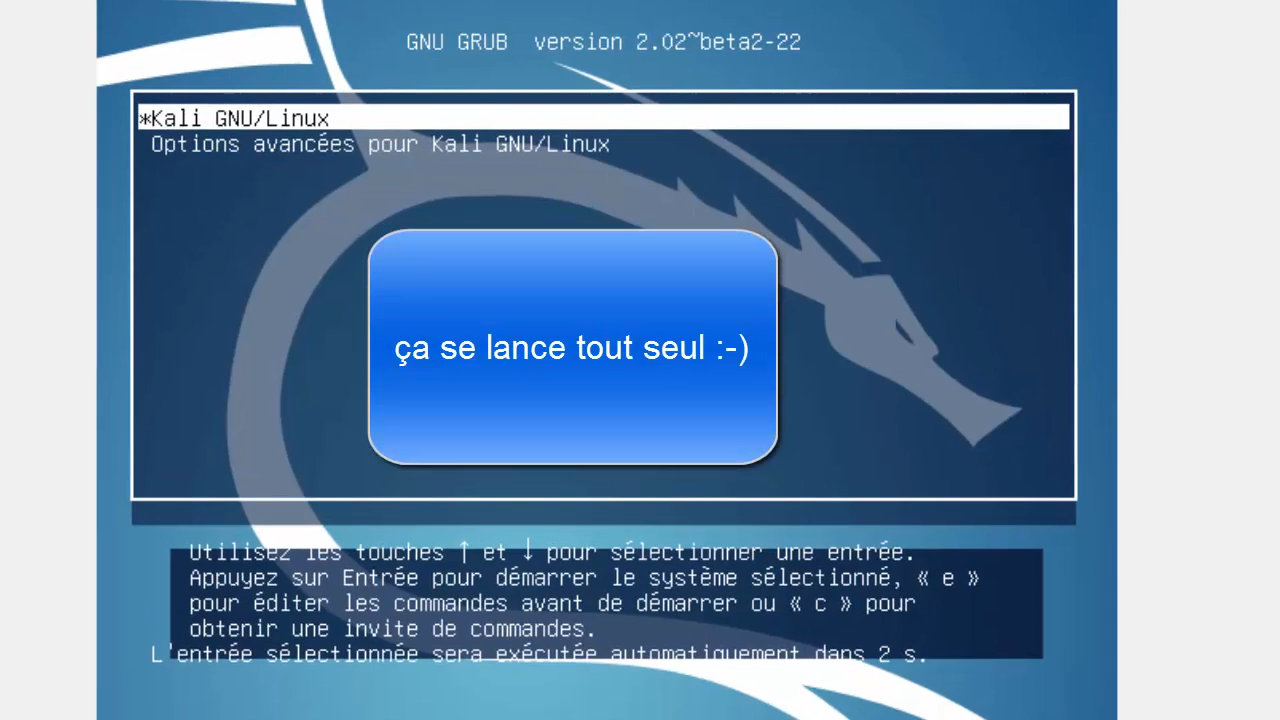 GNU GRUB version 2.02~beta2-22
*Kali GNU/Linux
Options avancées pour Kali GNU/Linux
ça se lance tout seul :-)
Utilisez les touches ↑ et ↓ pour sélectionner une entrée.
Appuyez sur Entrée pour démarrer le système sélectionné, « e »
pour éditer les commandes avant de démarrer ou « c » pour
obtenir une invite de commandes.
L'entrée sélectionnée sera exécutée automatiquement dans 2 s.